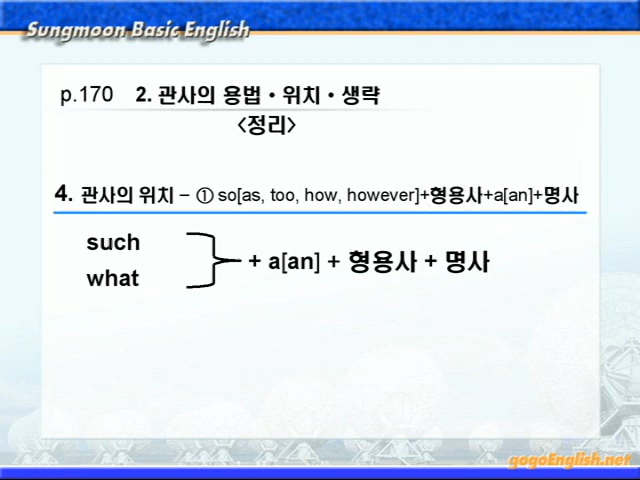 Sungmoon Basic English
p.170 2. 관사의 용법・위치・생략
<정리>
4. 관사의 위치 – ① so[as, too, how, however]+형용사+a[an]+명사
such
what
+ a[an] + 형용사 + 명사
gogoEnglish.net